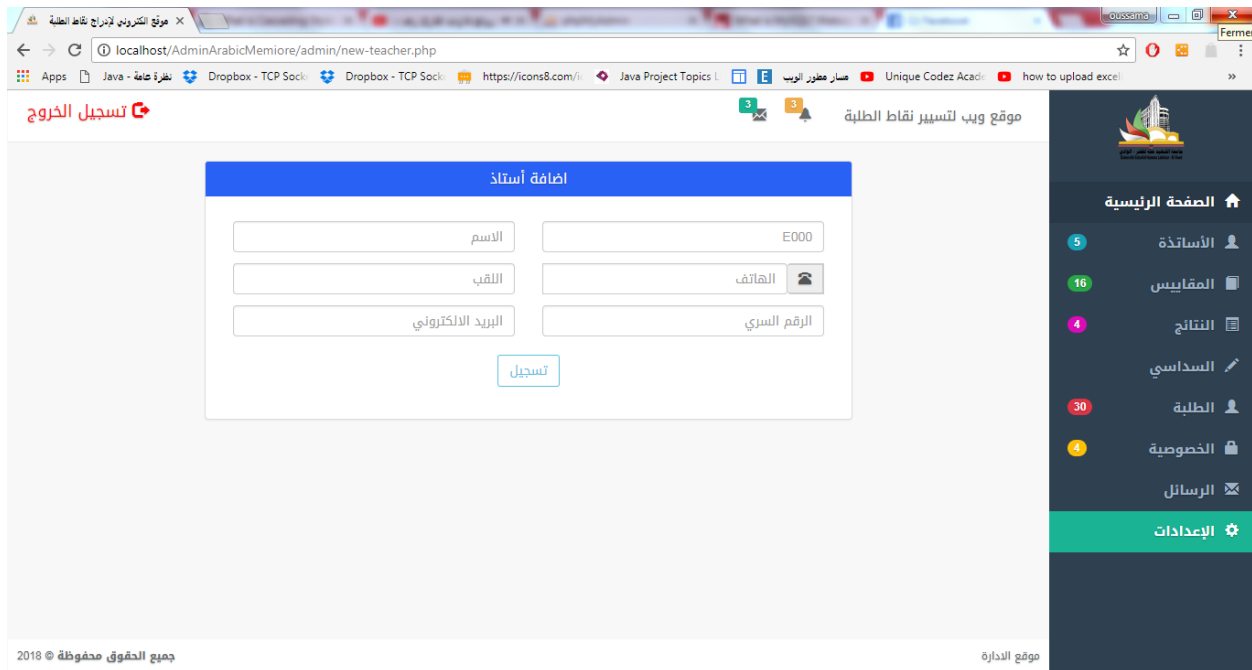 موقع الكتروني لإدراج نقاط الطلبة
oussama
Fermer
localhost/AdminArabicMemiore/admin/new-teacher.php
Apps
Java - نظرة عامة
Dropbox - TCP Sock
Dropbox - TCP Sock
https://icons8.com/i
Java Project Topics
مسار مطور الويب
Unique Codez Acad
how to upload excel
موقع ويب لتسيير نقاط الطلبة
3
3
تسجيل الخروج
اضافة أستاذ
E000
الاسم
الهاتف
اللقب
الرقم السري
البريد الالكتروني
تسجيل
الصفحة الرئيسية
الأساتذة 5
المقاييس 16
النتائج 4
السداسي
الطلبة 30
الخصوصية 4
الرسائل
الإعدادات
موقع الادارة
جميع الحقوق محفوظة © 2018